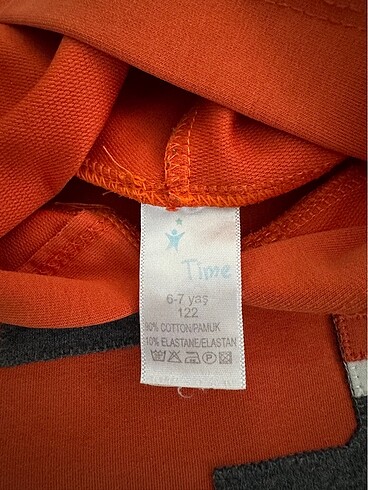 Time
6-7 yaş
122
90% COTTON/PAMUK
10% ELASTANE/ELASTAN